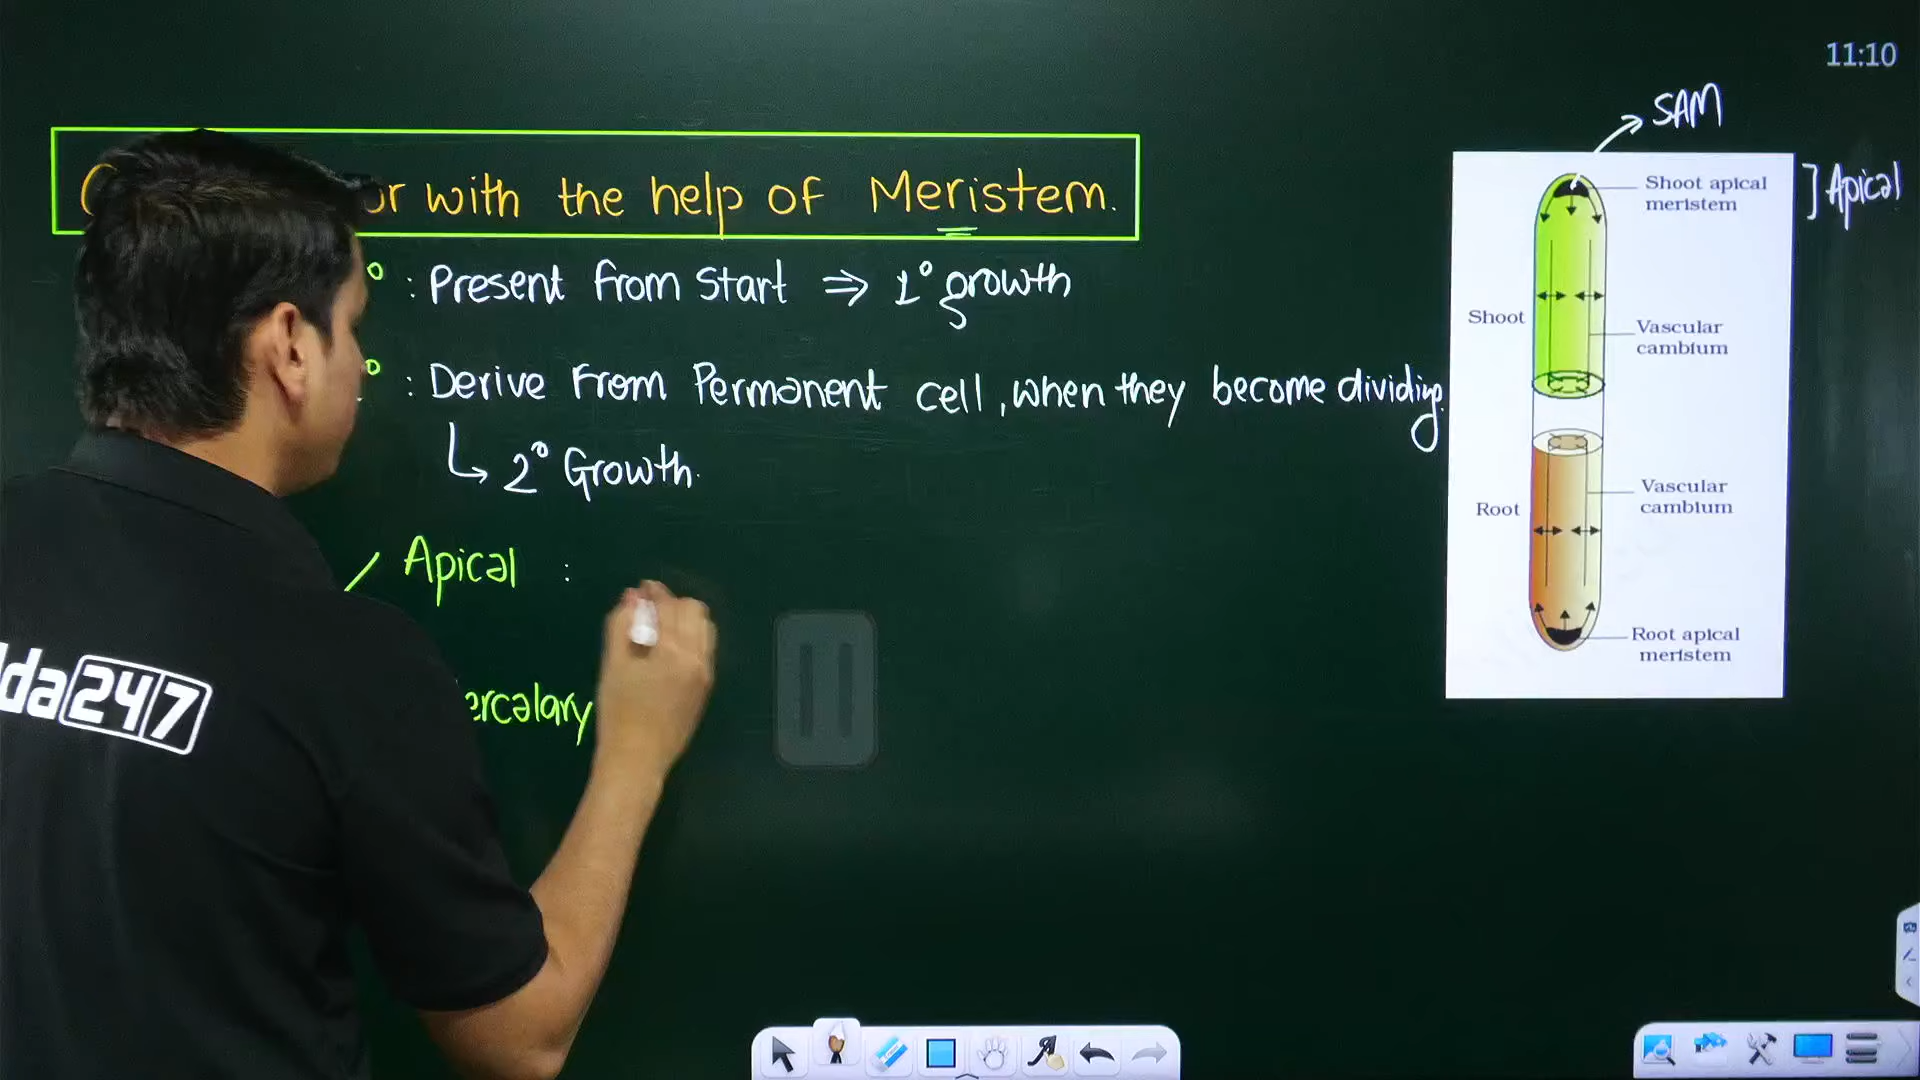 11:10
SAM
or with the help of Meristem.
Shoot apical
meristem
] Apical
° : Present from start ⇒ 1° growth
Shoot
Vascular
cambium
° : Derive from Permanent cell, when they become dividing.
↳ 2° Growth.
Vascular
cambium
Root
Apical :
Root apical
meristem
da247
ercalary